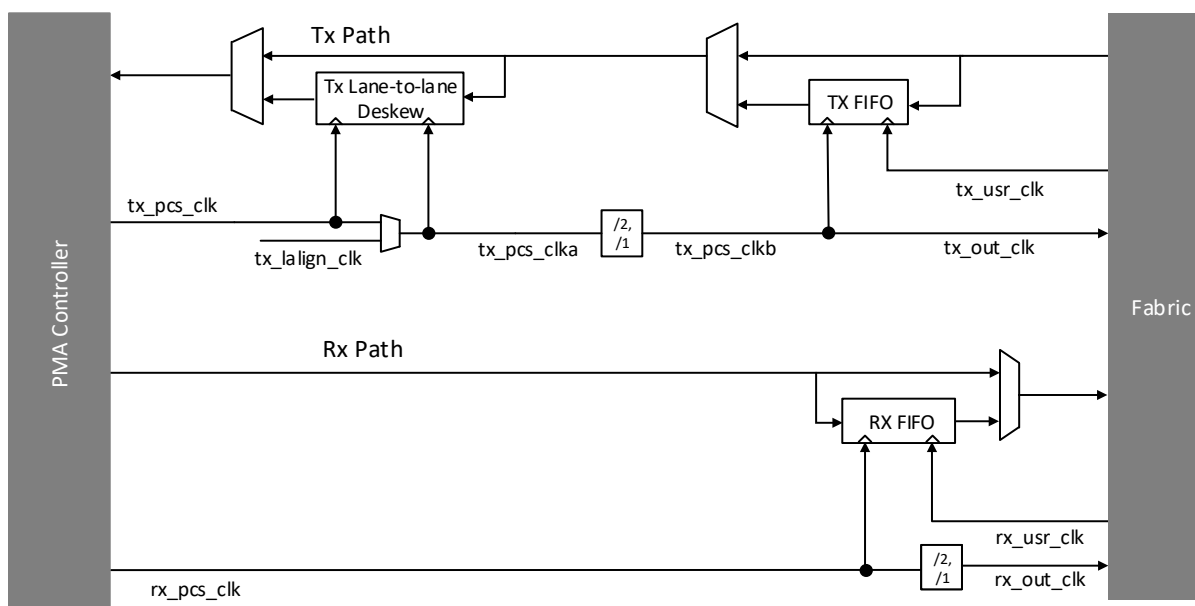 Tx Path
Tx Lane-to-lane
Deskew
TX FIFO
tx_usr_clk
tx_pcs_clk
tx_lalign_clk
tx_pcs_clka
/2,
/1
tx_pcs_clkb
tx_out_clk
PMA Controller
Fabric
Rx Path
RX FIFO
rx_usr_clk
/2,
/1
rx_pcs_clk
rx_out_clk